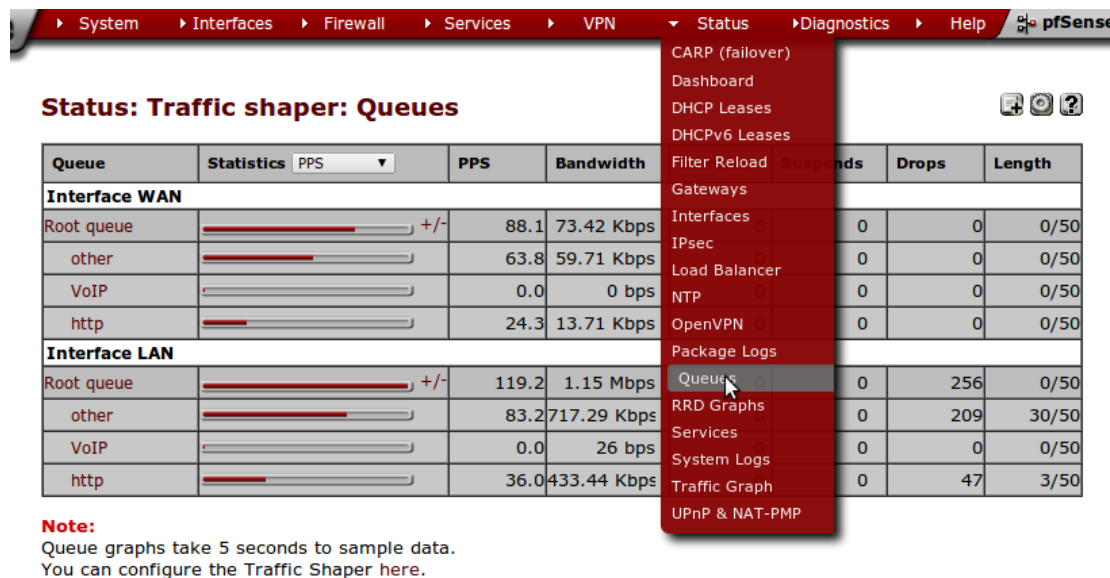 System Interfaces Firewall Services VPN Status Diagnostics Help pfSense
CARP (failover)
Dashboard
DHCP Leases
DHCPv6 Leases
Filter Reload
Gateways
Interfaces
IPsec
Load Balancer
NTP
OpenVPN
Package Logs
Queues
RRD Graphs
Services
System Logs
Traffic Graph
UPnP & NAT-PMP
Status: Traffic shaper: Queues
Queue Statistics PPS PPS Bandwidth Suspends Drops Length
Interface WAN
Root queue +/- 88.1 73.42 Kbps 0 0 0 0/50
other 63.8 59.71 Kbps 0 0 0/50
VoIP 0.0 0 bps 0 0 0 0/50
http 24.3 13.71 Kbps 0 0 0 0/50
Interface LAN
Root queue +/- 119.2 1.15 Mbps 0 0 256 0/50
other 83.2 717.29 Kbps 0 209 30/50
VoIP 0.0 26 bps 0 0 0/50
http 36.0 433.44 Kbps 0 47 3/50
Note:
Queue graphs take 5 seconds to sample data.
You can configure the Traffic Shaper here.